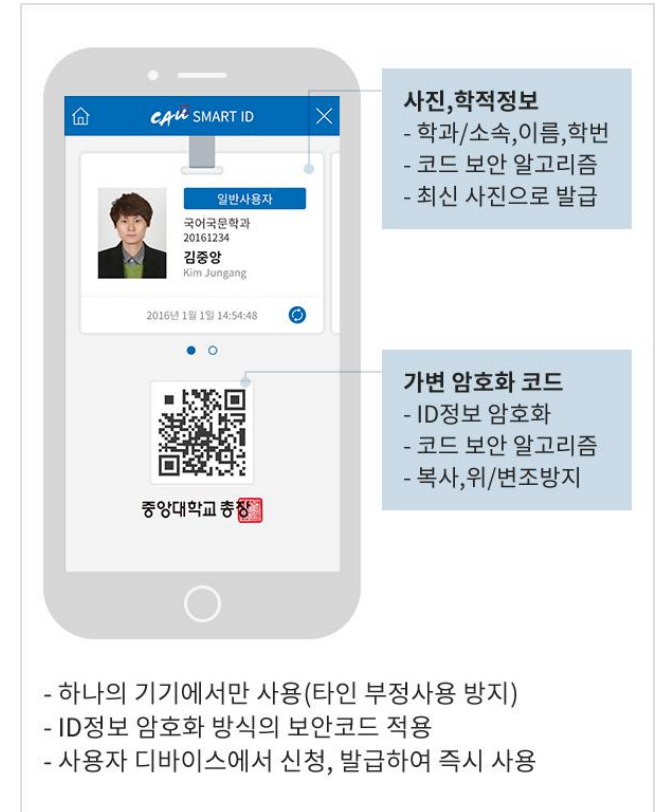 CAU SMART ID
일반사용자
국어국문학과
20161234
김중앙
Kim Jungang
2016년 1월 1일 14:54:48
중앙대학교 총장
사진,학적정보
- 학과/소속,이름,학번
- 코드 보안 알고리즘
- 최신 사진으로 발급
가변 암호화 코드
- ID정보 암호화
- 코드 보안 알고리즘
- 복사,위/변조방지
- 하나의 기기에서만 사용(타인 부정사용 방지)
- ID정보 암호화 방식의 보안코드 적용
- 사용자 디바이스에서 신청, 발급하여 즉시 사용